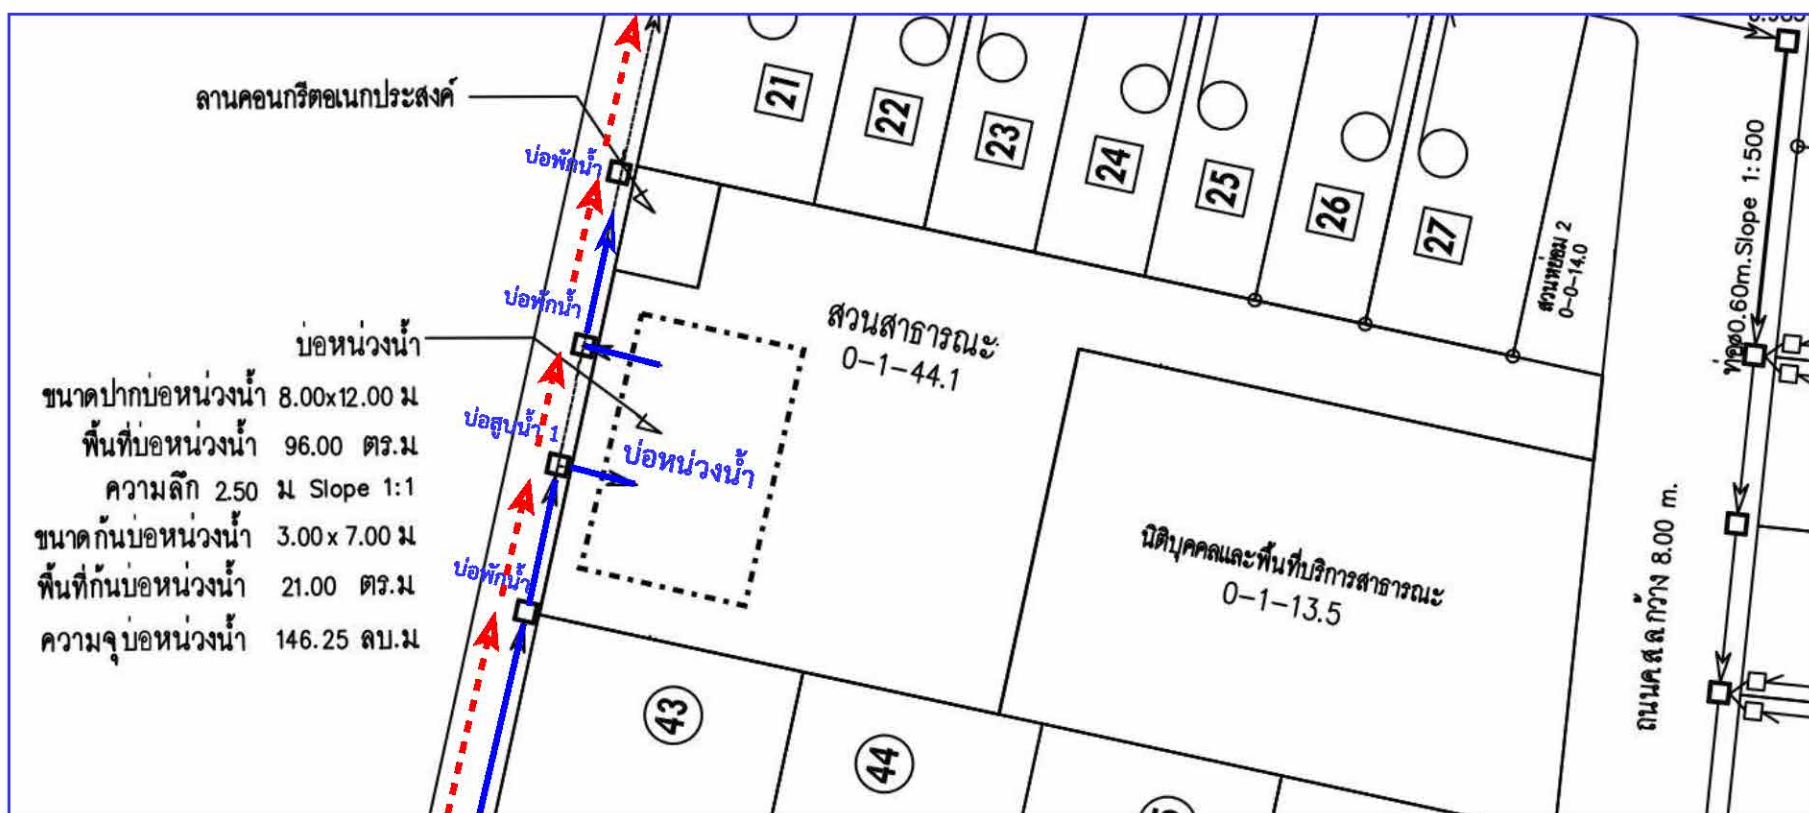 0.983
ลานคอนกรีตอเนกประสงค์
21
22
23
24
25
26
27
บ่อพักน้ำ
สวนหย่อม 2
0-0-14.0
ท่อø0.60m.Slope 1:500
บ่อพักน้ำ
สวนสาธารณะ
0-1-44.1
บ่อหน่วงน้ำ
ขนาดปากบ่อหน่วงน้ำ 8.00x12.00 ม
พื้นที่บ่อหน่วงน้ำ 96.00 ตร.ม
ความลึก 2.50 ม Slope 1:1
ขนาดก้นบ่อหน่วงน้ำ 3.00 x 7.00 ม
พื้นที่ก้นบ่อหน่วงน้ำ 21.00 ตร.ม
ความจุบ่อหน่วงน้ำ 146.25 ลบ.ม
บ่อสูบน้ำ 1
บ่อหน่วงน้ำ
บ่อพักน้ำ
นิติบุคคลและพื้นที่บริการสาธารณะ
0-1-13.5
ถนนค.ส.ล.กว้าง 8.00 m.
43
44